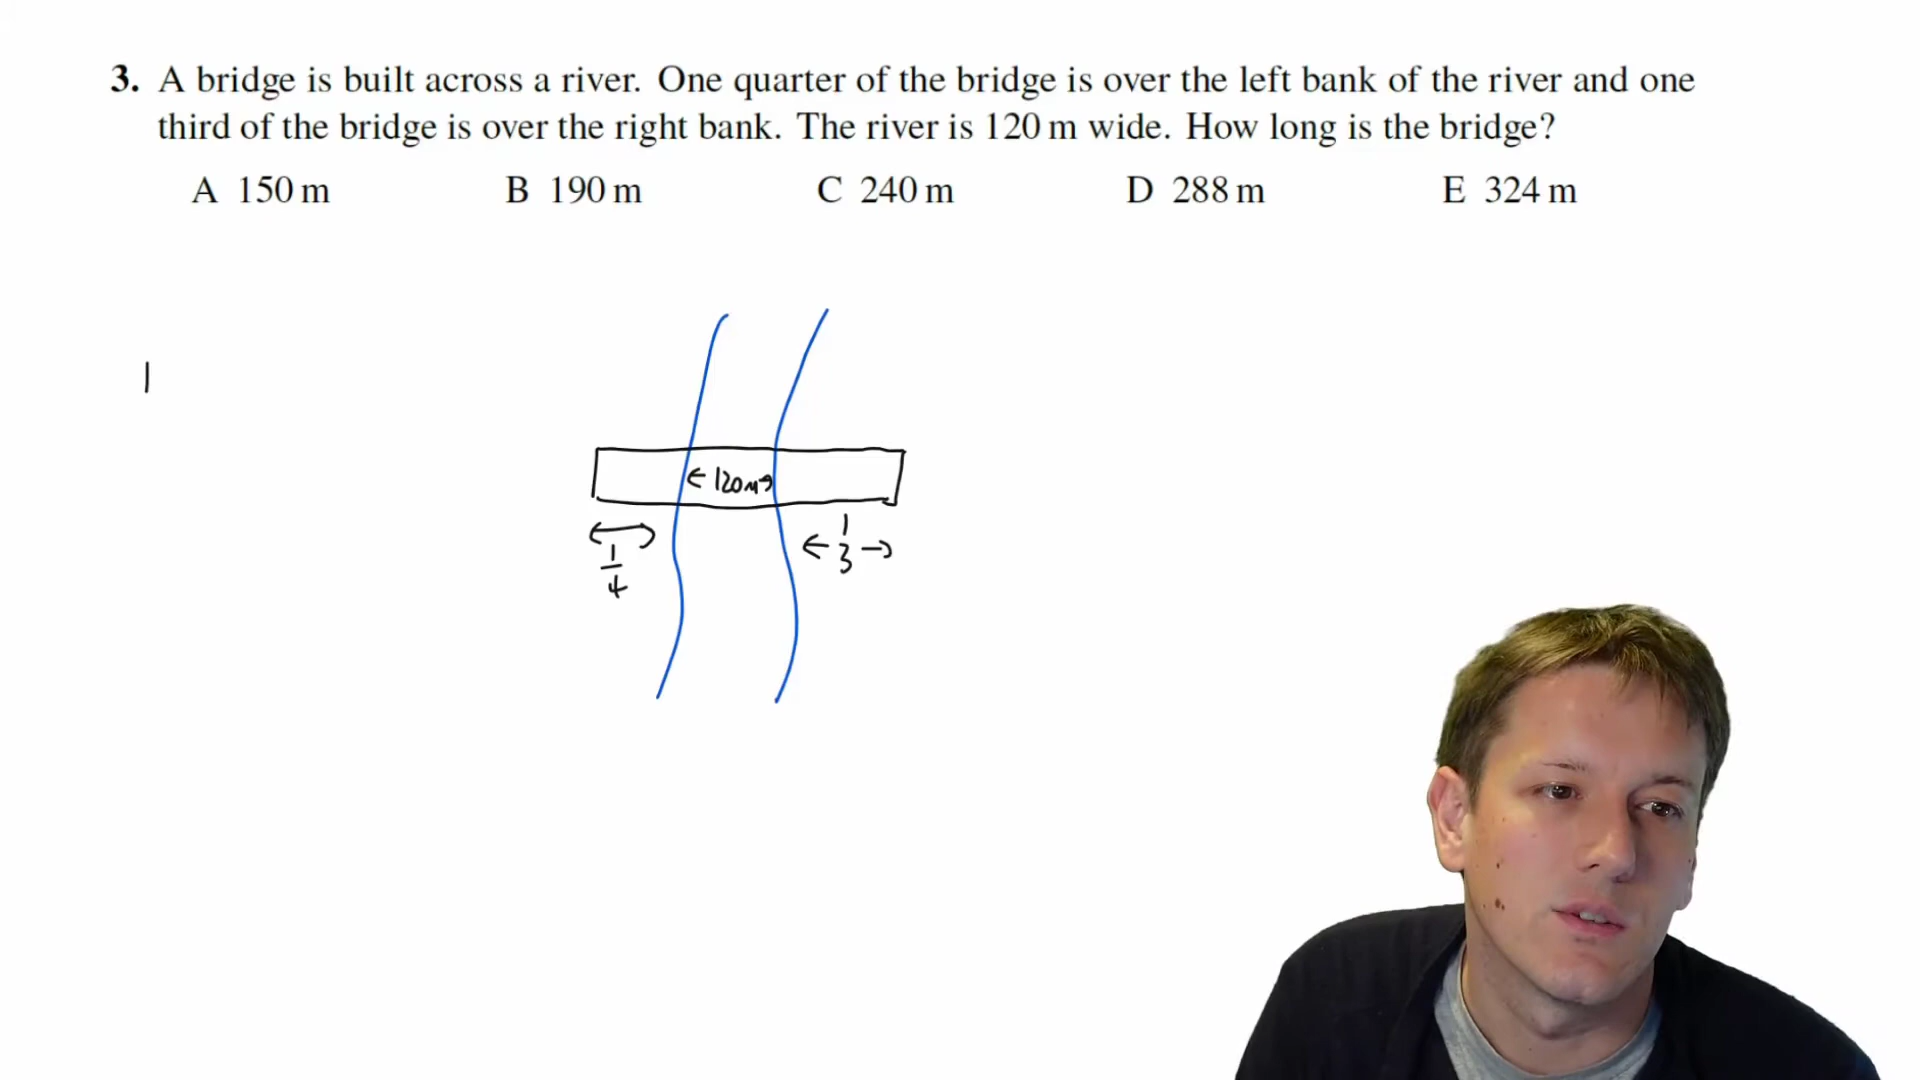 3. A bridge is built across a river. One quarter of the bridge is over the left bank of the river and one
third of the bridge is over the right bank. The river is 120 m wide. How long is the bridge?
A 150 m B 190 m C 240 m D 288 m E 324 m
1
120m
1/4
1/3